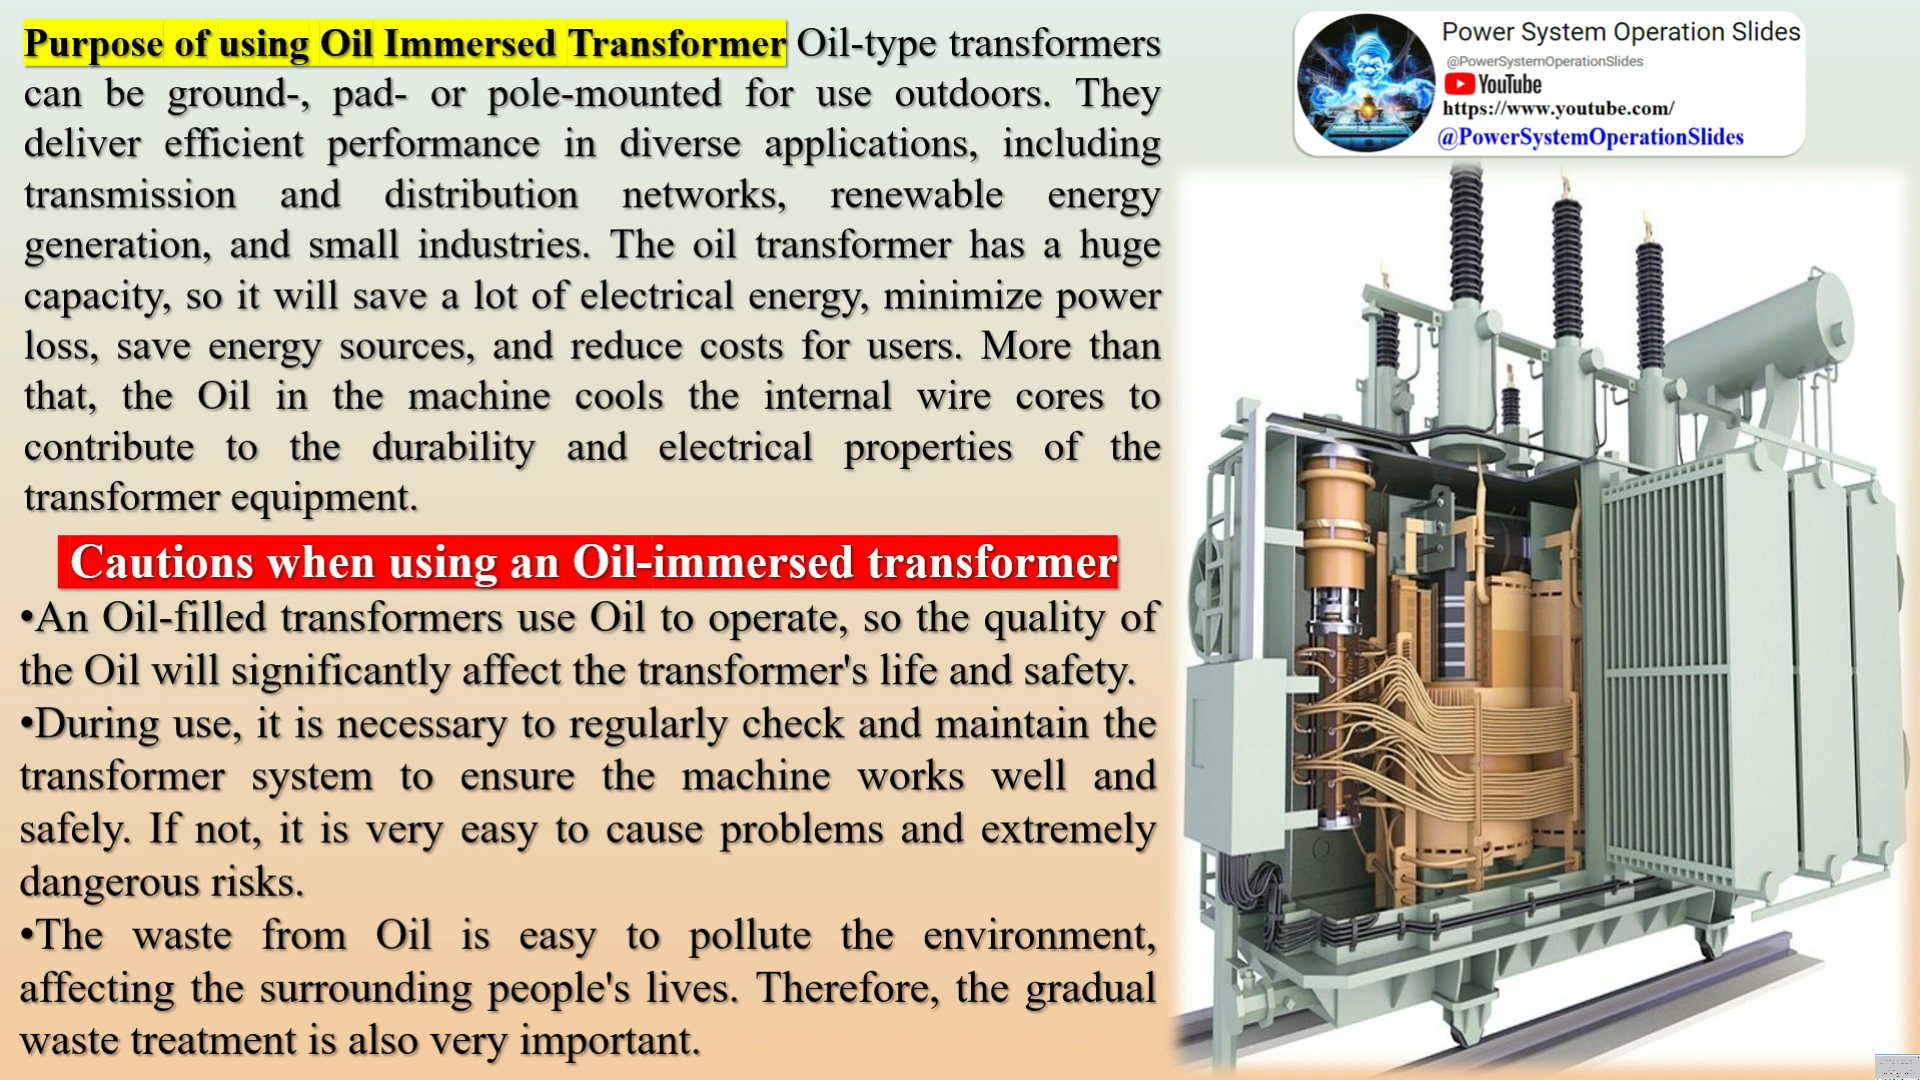 Purpose of using Oil Immersed Transformer Oil-type transformers
can be ground-, pad- or pole-mounted for use outdoors. They
deliver efficient performance in diverse applications, including
transmission and distribution networks, renewable energy
generation, and small industries. The oil transformer has a huge
capacity, so it will save a lot of electrical energy, minimize power
loss, save energy sources, and reduce costs for users. More than
that, the Oil in the machine cools the internal wire cores to
contribute to the durability and electrical properties of the
transformer equipment.
Cautions when using an Oil-immersed transformer
•An Oil-filled transformers use Oil to operate, so the quality of
the Oil will significantly affect the transformer's life and safety.
•During use, it is necessary to regularly check and maintain the
transformer system to ensure the machine works well and
safely. If not, it is very easy to cause problems and extremely
dangerous risks.
•The waste from Oil is easy to pollute the environment,
affecting the surrounding people's lives. Therefore, the gradual
waste treatment is also very important.
Power System Operation Slides
@PowerSystemOperationSlides
YouTube
https://www.youtube.com/
@PowerSystemOperationSlides